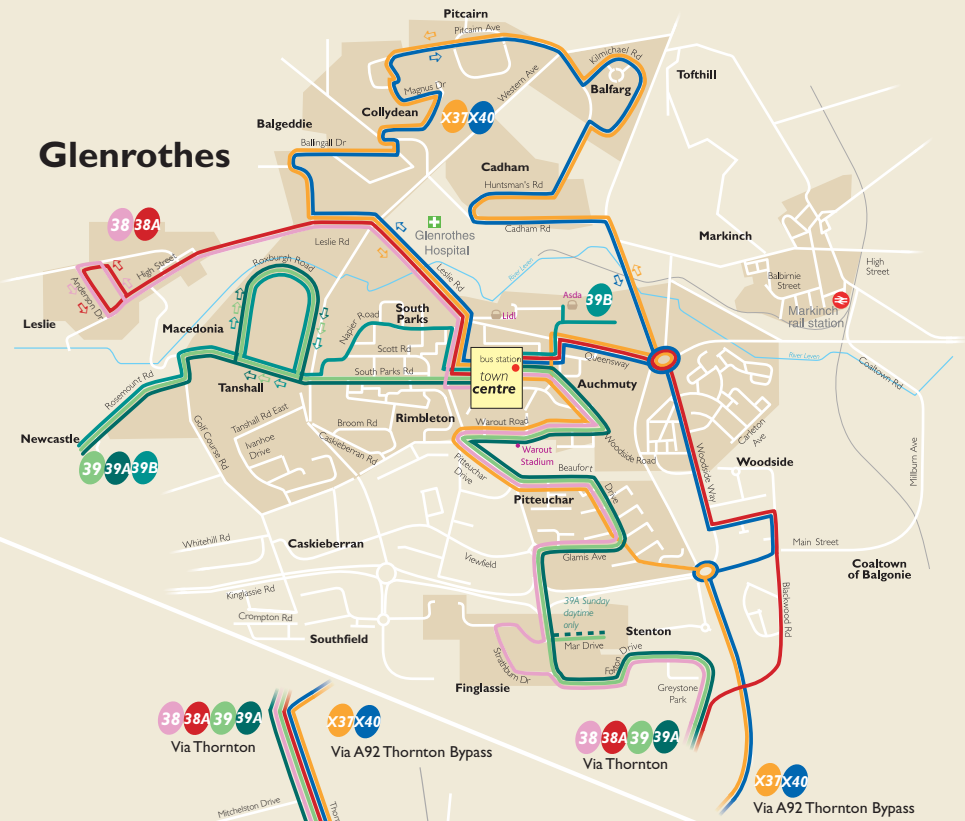 Pitcairn
Pitcairn Ave
Kilmichael Rd
Tofthill
Western Ave
Magnus Dr
Balfarg
Collydean
X37 X40
Balgeddie
Ballingall Dr
Glenrothes
Cadham
Huntsman's Rd
38 38A
Glenrothes
Hospital
Cadham Rd
Leslie Rd
Markinch
High Street
Roxburgh Road
River Leven
High
Street
Anderson Dr
Leslie Rd
Balbirnie
Street
Asda
39B
Leslie
Macedonia
Napier Road
South
Parks
Lidl
Markinch
rail station
Scott Rd
bus station
town
centre
Queensway
River Leven
Coaltown Rd
Rosemount Rd
Tanshall
South Parks Rd
Auchmuty
Newcastle
Golf Course Rd
Tanshall Rd East
Ivanhoe
Drive
Broom Rd
Rimbleton
Caskieberran Rd
Warout Road
Warout
Stadium
Woodside Road
Carleton
Ave
Woodside
39 39A 39B
Pitteuchar
Drive
Beaufort
Drive
Woodside Way
Milburn Ave
Pitteuchar
Whitehill Rd
Caskieberran
Viewfield
Glamis Ave
Main Street
Coaltown
of Balgonie
Kinglassie Rd
Crompton Rd
39A Sunday
daytime
only
Blackwood Rd
Southfield
Stenton
Mar Drive
Strathburn Dr
Forton Drive
Finglassie
Greystone
Park
38 38A 39 39A
Via Thornton
X37 X40
Via A92 Thornton Bypass
38 38A 39 39A
Via Thornton
X37 X40
Via A92 Thornton Bypass
Mitchelston Drive